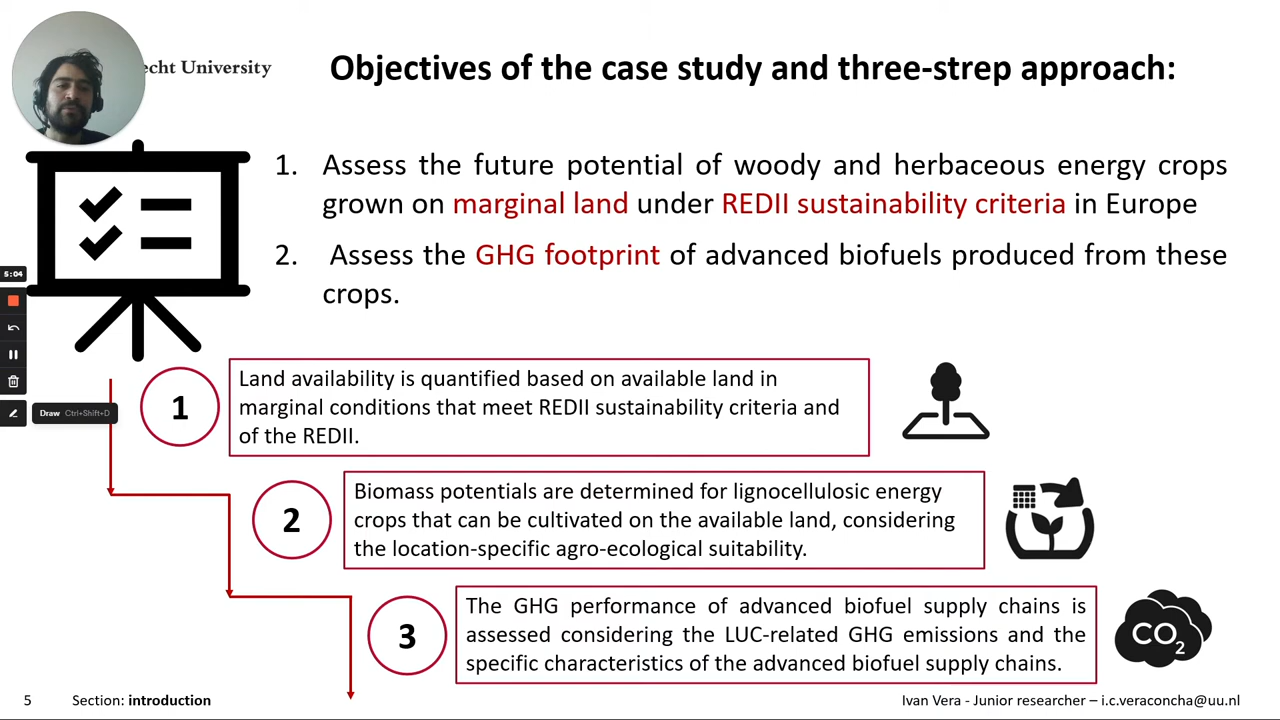 echt University
Objectives of the case study and three-strep approach:
1. Assess the future potential of woody and herbaceous energy crops
grown on marginal land under REDII sustainability criteria in Europe
2. Assess the GHG footprint of advanced biofuels produced from these
crops.
5:04
Draw Ctrl+Shift+D
1
Land availability is quantified based on available land in
marginal conditions that meet REDII sustainability criteria and
of the REDII.
2
Biomass potentials are determined for lignocellulosic energy
crops that can be cultivated on the available land, considering
the location-specific agro-ecological suitability.
3
The GHG performance of advanced biofuel supply chains is
assessed considering the LUC-related GHG emissions and the
specific characteristics of the advanced biofuel supply chains.
CO2
5 Section: introduction Ivan Vera - Junior researcher – i.c.veraconcha@uu.nl